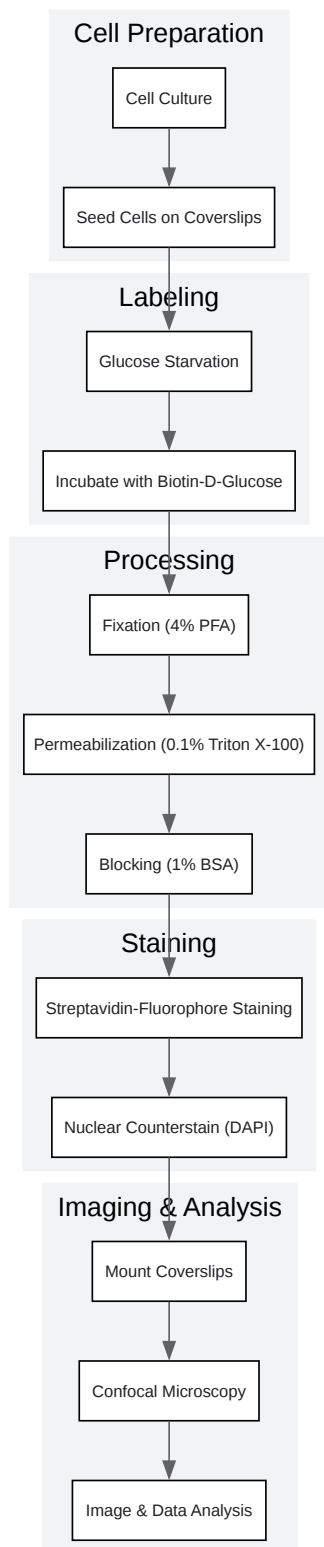 Cell Preparation
Cell Culture
Seed Cells on Coverslips
Labeling
Glucose Starvation
Incubate with Biotin-D-Glucose
Processing
Fixation (4% PFA)
Permeabilization (0.1% Triton X-100)
Blocking (1% BSA)
Staining
Streptavidin-Fluorophore Staining
Nuclear Counterstain (DAPI)
Imaging & Analysis
Mount Coverslips
Confocal Microscopy
Image & Data Analysis